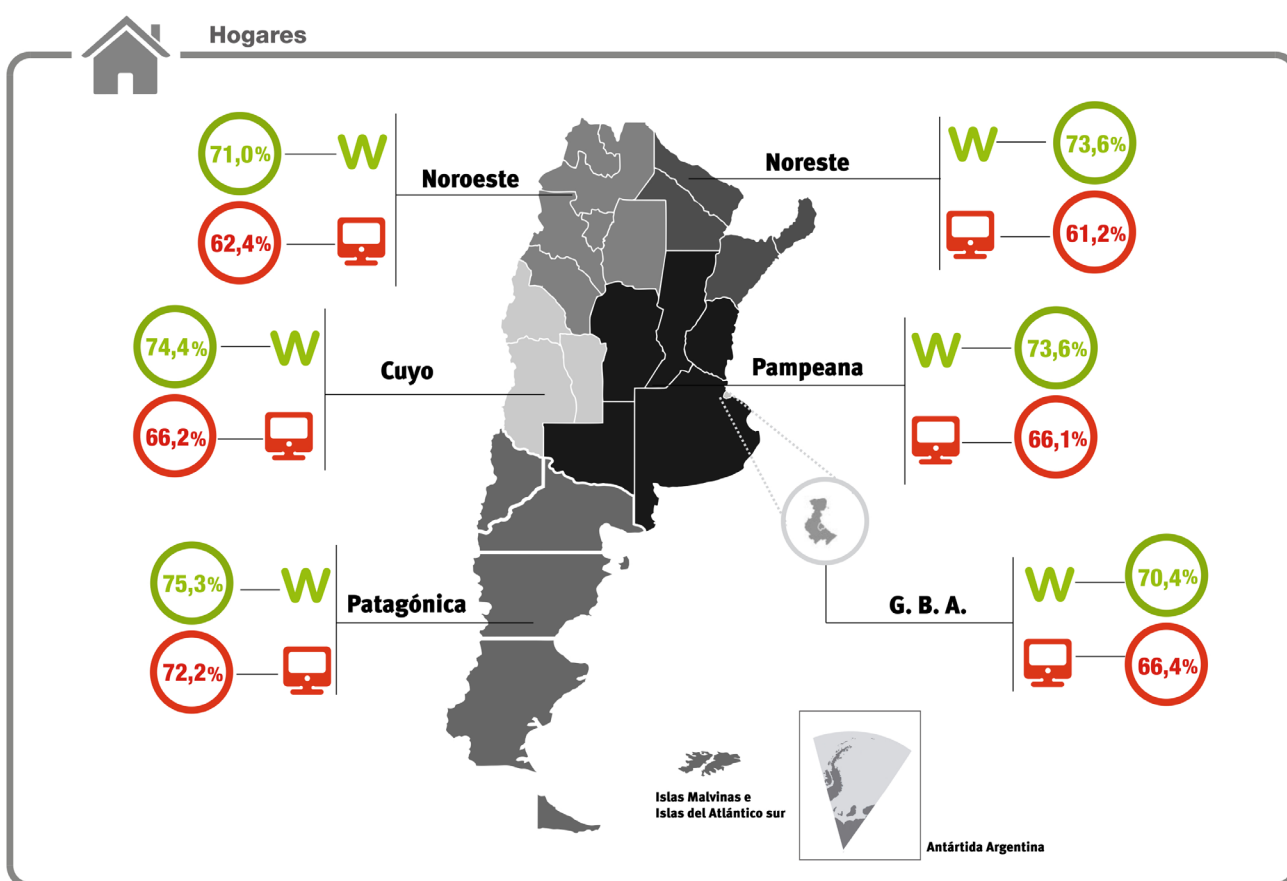 Hogares
71,0%
W
Noroeste
62,4%
W
73,6%
Noreste
61,2%
74,4%
W
Cuyo
66,2%
W
73,6%
Pampeana
66,1%
75,3%
W
Patagónica
72,2%
W
70,4%
G. B. A.
66,4%
Islas Malvinas e
Islas del Atlántico sur
Antártida Argentina